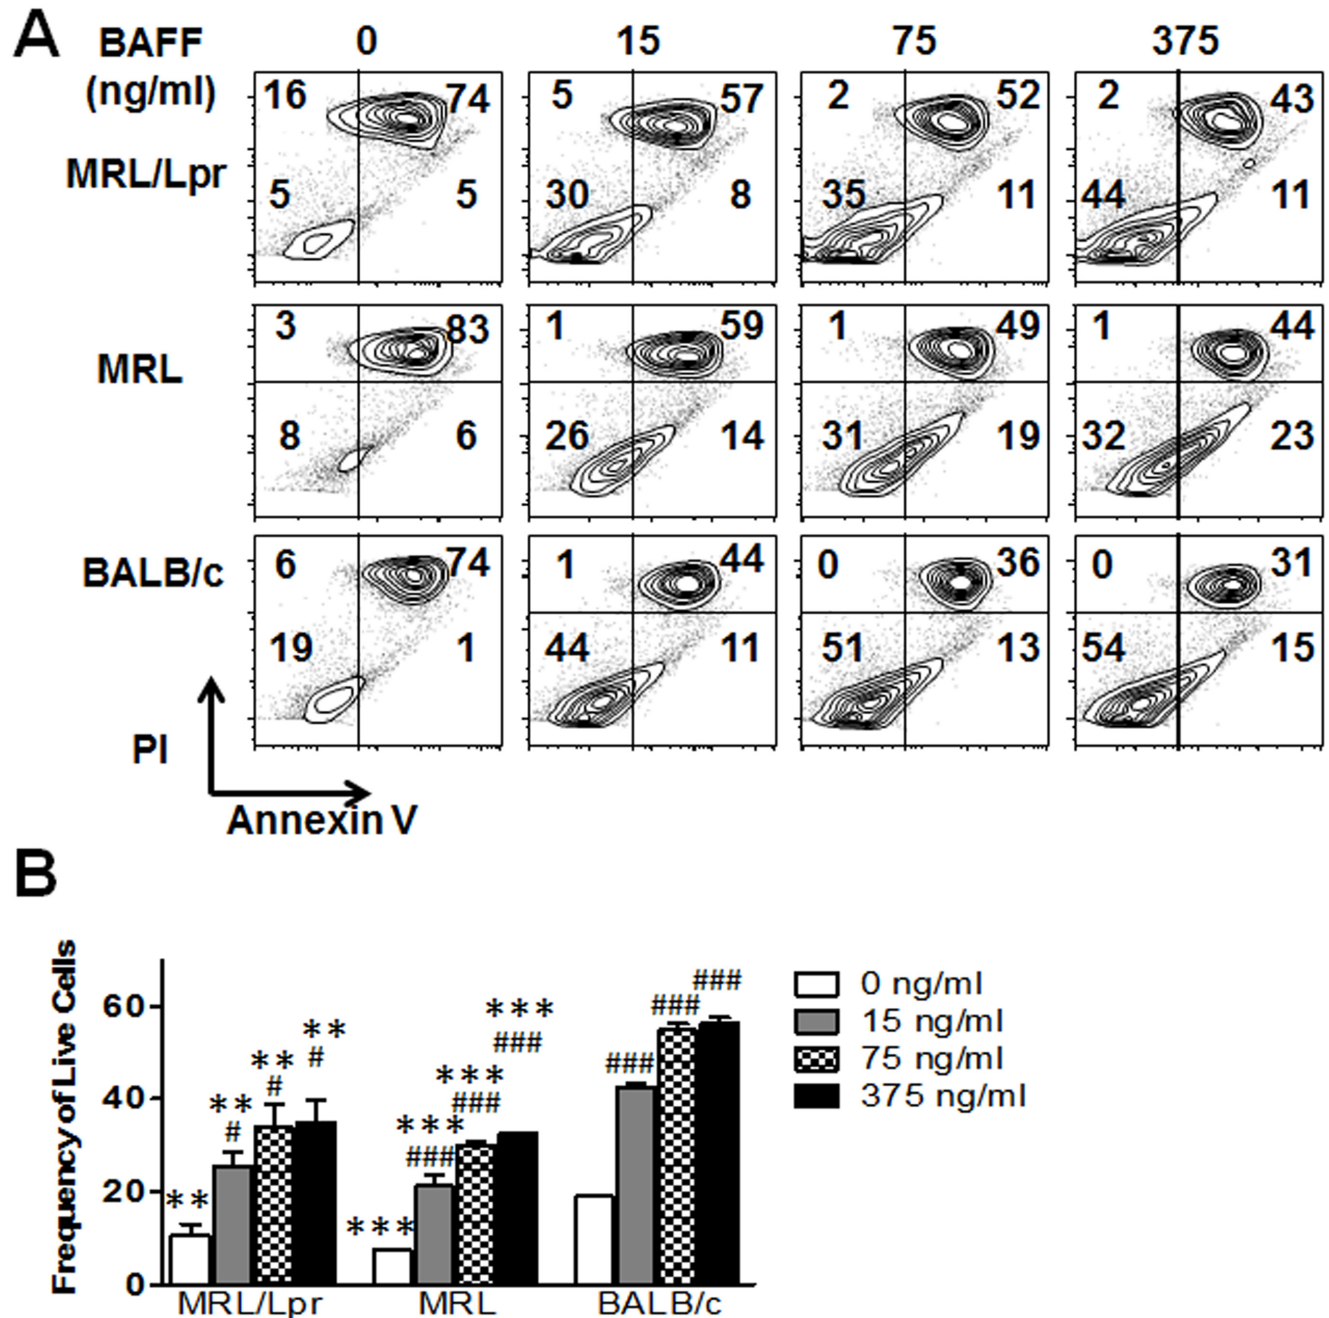 A
BAFF 0 15 75 375
(ng/ml)
16 74 5 57 2 52 2 43
MRL/Lpr
5 5 30 8 35 11 44 11
3 83 1 59 1 49 1 44
MRL
8 6 26 14 31 19 32 23
6 74 1 44 0 36 0 31
BALB/c
19 1 44 11 51 13 54 15
PI
Annexin V
B
Frequency of Live Cells
60
40
20
0
** ** ** **
# # #
*** *** *** ***
### ### ###
### ### ###
0 ng/ml
15 ng/ml
75 ng/ml
375 ng/ml
MRL/Lpr MRL BALB/c